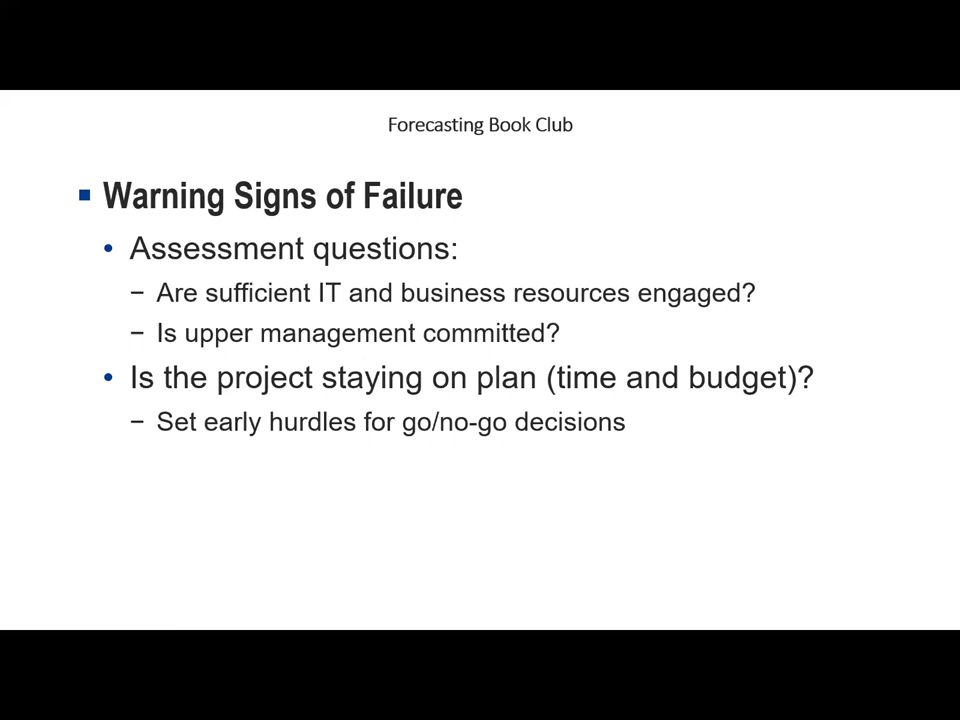 Forecasting Book Club
▪ Warning Signs of Failure
• Assessment questions:
− Are sufficient IT and business resources engaged?
− Is upper management committed?
• Is the project staying on plan (time and budget)?
− Set early hurdles for go/no-go decisions